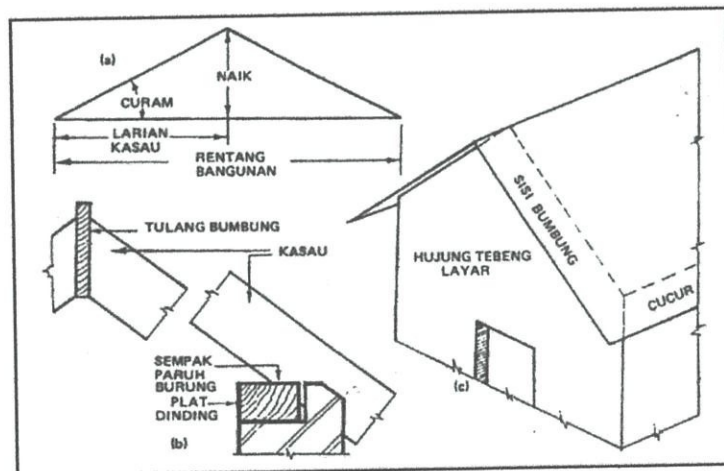 (a)
NAIK
CURAM
LARIAN
KASAU
RENTANG
BANGUNAN
TULANG BUMBUNG
KASAU
SEMPAK
PARUH
BURUNG
PLAT
DINDING
(b)
SISI BUMBUNG
HUJUNG TEBENG
LAYAR
CUCUR
(c)